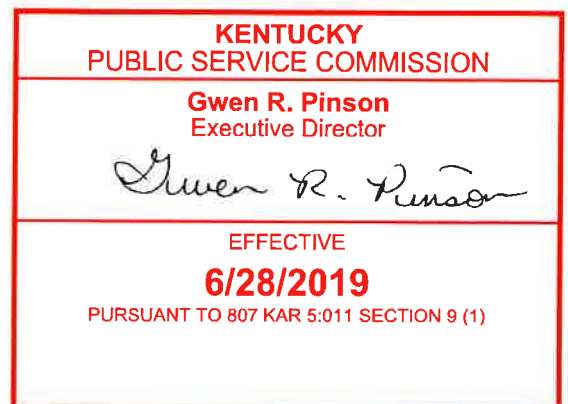 KENTUCKY
PUBLIC SERVICE COMMISSION
Gwen R. Pinson
Executive Director
Gwen R. Pinson
EFFECTIVE
6/28/2019
PURSUANT TO 807 KAR 5:011 SECTION 9 (1)